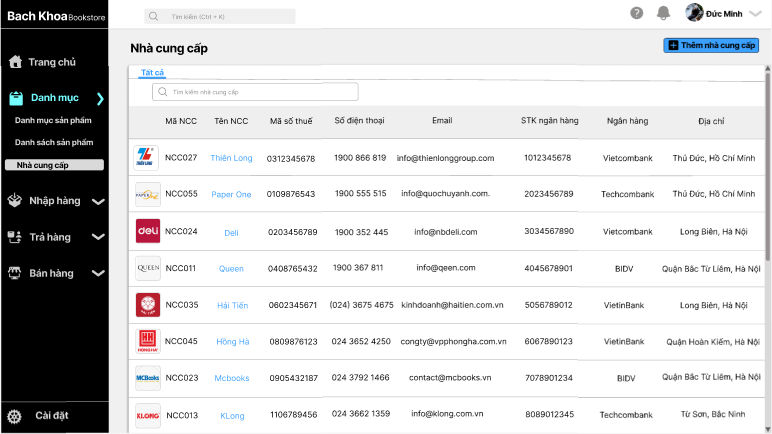 Bach Khoa Bookstore
Tìm kiếm (Ctrl + K)
Đức Minh
Trang chủ
Danh mục
Danh mục sản phẩm
Danh sách sản phẩm
Nhà cung cấp
Nhập hàng
Trả hàng
Bán hàng
Cài đặt
Nhà cung cấp
Thêm nhà cung cấp
Tất cả
Tìm kiếm nhà cung cấp
Mã NCC Tên NCC Mã số thuế Số điện thoại Email STK ngân hàng Ngân hàng Địa chỉ
THIÊN LONG NCC027 Thiên Long 0312345678 1900 866 819 info@thienlonggroup.com 1012345678 Vietcombank Thủ Đức, Hồ Chí Minh
PAPER NCC055 Paper One 0109876543 1900 555 515 info@quochuyanh.com. 2023456789 Techcombank Thủ Đức, Hồ Chí Minh
deli NCC024 Deli 0203456789 1900 352 445 info@nbdeli.com 3034567890 Vietcombank Long Biên, Hà Nội
QUEEN NCC011 Queen 0408765432 1900 367 811 info@qeen.com 4045678901 BIDV Quận Bắc Từ Liêm, Hà Nội
HẢI TIẾN NCC035 Hải Tiến 0602345671 (024) 3675 4675 kinhdoanh@haitien.com.vn 5056789012 VietinBank Long Biên, Hà Nội
HỒNG HÀ NCC045 Hồng Hà 0809876123 024 3652 4250 congty@vpphongha.com.vn 6067890123 VietinBank Quận Hoàn Kiếm, Hà Nội
MCBooks NCC023 Mcbooks 0905432187 024 3792 1466 contact@mcbooks.vn 7078901234 BIDV Quận Bắc Từ Liêm, Hà Nội
KLONG NCC013 KLong 1106789456 024 3662 1359 info@klong.com.vn 8089012345 Techcombank Từ Sơn, Bắc Ninh